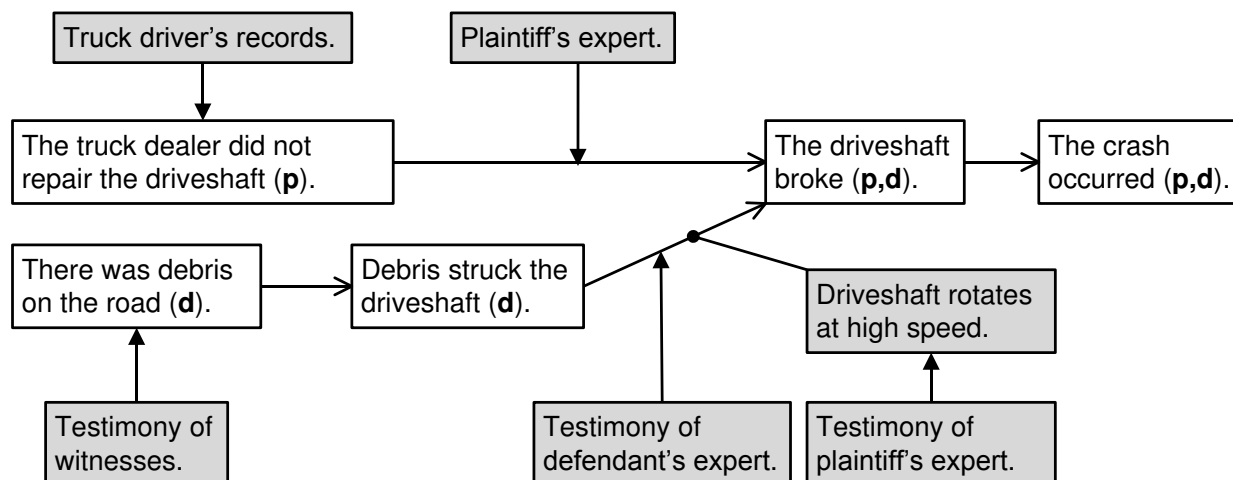 Truck driver’s records.
Plaintiff’s expert.
The truck dealer did not
repair the driveshaft (p).
The driveshaft
broke (p,d).
The crash
occurred (p,d).
There was debris
on the road (d).
Debris struck the
driveshaft (d).
Driveshaft rotates
at high speed.
Testimony of
witnesses.
Testimony of
defendant’s expert.
Testimony of
plaintiff’s expert.